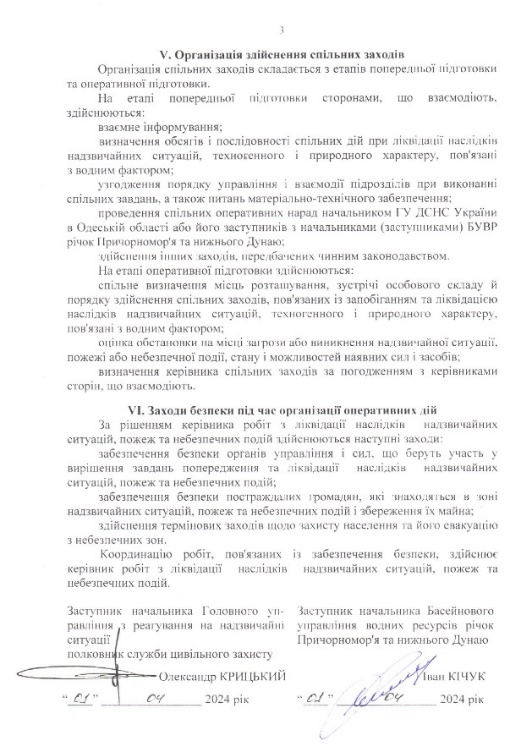 3
V. Організація здійснення спільних заходів
Організація спільних заходів складається з етапів попередньої підготовки
та оперативної підготовки.
На етапі попередньої підготовки сторонами, що взаємодіють,
здійснюються:
взаємне інформування;
визначення обсягів і послідовності спільних дій при ліквідації наслідків
надзвичайних ситуацій, техногенного і природного характеру, пов'язані
з водним фактором;
узгодження порядку управління і взаємодії підрозділів при виконанні
спільних завдань, а також питань матеріально-технічного забезпечення;
проведення спільних оперативних нарад начальником ГУ ДСНС України
в Одеській області або його заступників з начальниками (заступниками) БУВР
річок Причорномор'я та нижнього Дунаю;
здійснення інших заходів, передбачених чинним законодавством.
На етапі оперативної підготовки здійснюються:
спільне визначення місць розташування, зустрічі особового складу й
порядку здійснення спільних заходів, пов'язаних із запобіганням та ліквідацією
наслідків надзвичайних ситуацій, техногенного і природного характеру,
пов'язані з водним фактором;
оцінка обстановки на місці загрози або виникнення надзвичайної ситуації,
пожежі або небезпечної події, стану і можливостей наявних сил і засобів;
визначення керівника спільних заходів за погодженням з керівниками
сторін, що взаємодіють.
VI. Заходи безпеки під час організації оперативних дій
За рішенням керівника робіт з ліквідації наслідків надзвичайних
ситуацій, пожеж та небезпечних подій здійснюються наступні заходи:
забезпечення безпеки органів управління і сил, що беруть участь у
вирішення завдань попередження та ліквідації наслідків надзвичайних
ситуацій, пожеж та небезпечних подій;
забезпечення безпеки постраждалих громадян, які знаходяться в зоні
надзвичайних ситуацій, пожеж та небезпечних подій і збереження їх майна;
здійснення термінових заходів щодо захисту населення та його евакуацію
з небезпечних зон.
Координацію робіт, пов'язаних із забезпечення безпеки, здійснює
керівник робіт з ліквідації наслідків надзвичайних ситуацій, пожеж та
небезпечних подій.
Заступник начальника Головного уп-
равління з реагування на надзвичайні
ситуації
полковник служби цивільного захисту
Олександр КРИЦЬКИЙ
"01" 04 2024 рік
Заступник начальника Басейнового
управління водних ресурсів річок
Причорномор'я та нижнього Дунаю
Іван КІЧУК
"01" 04 2024 рік